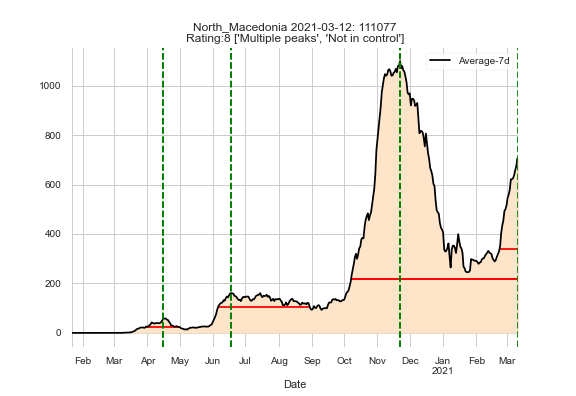 North_Macedonia 2021-03-12: 111077
Rating:8 ['Multiple peaks', 'Not in control']
Average-7d
1000
800
600
400
200
0
Feb Mar Apr May Jun Jul Aug Sep Oct Nov Dec Jan Feb Mar
2021
Date